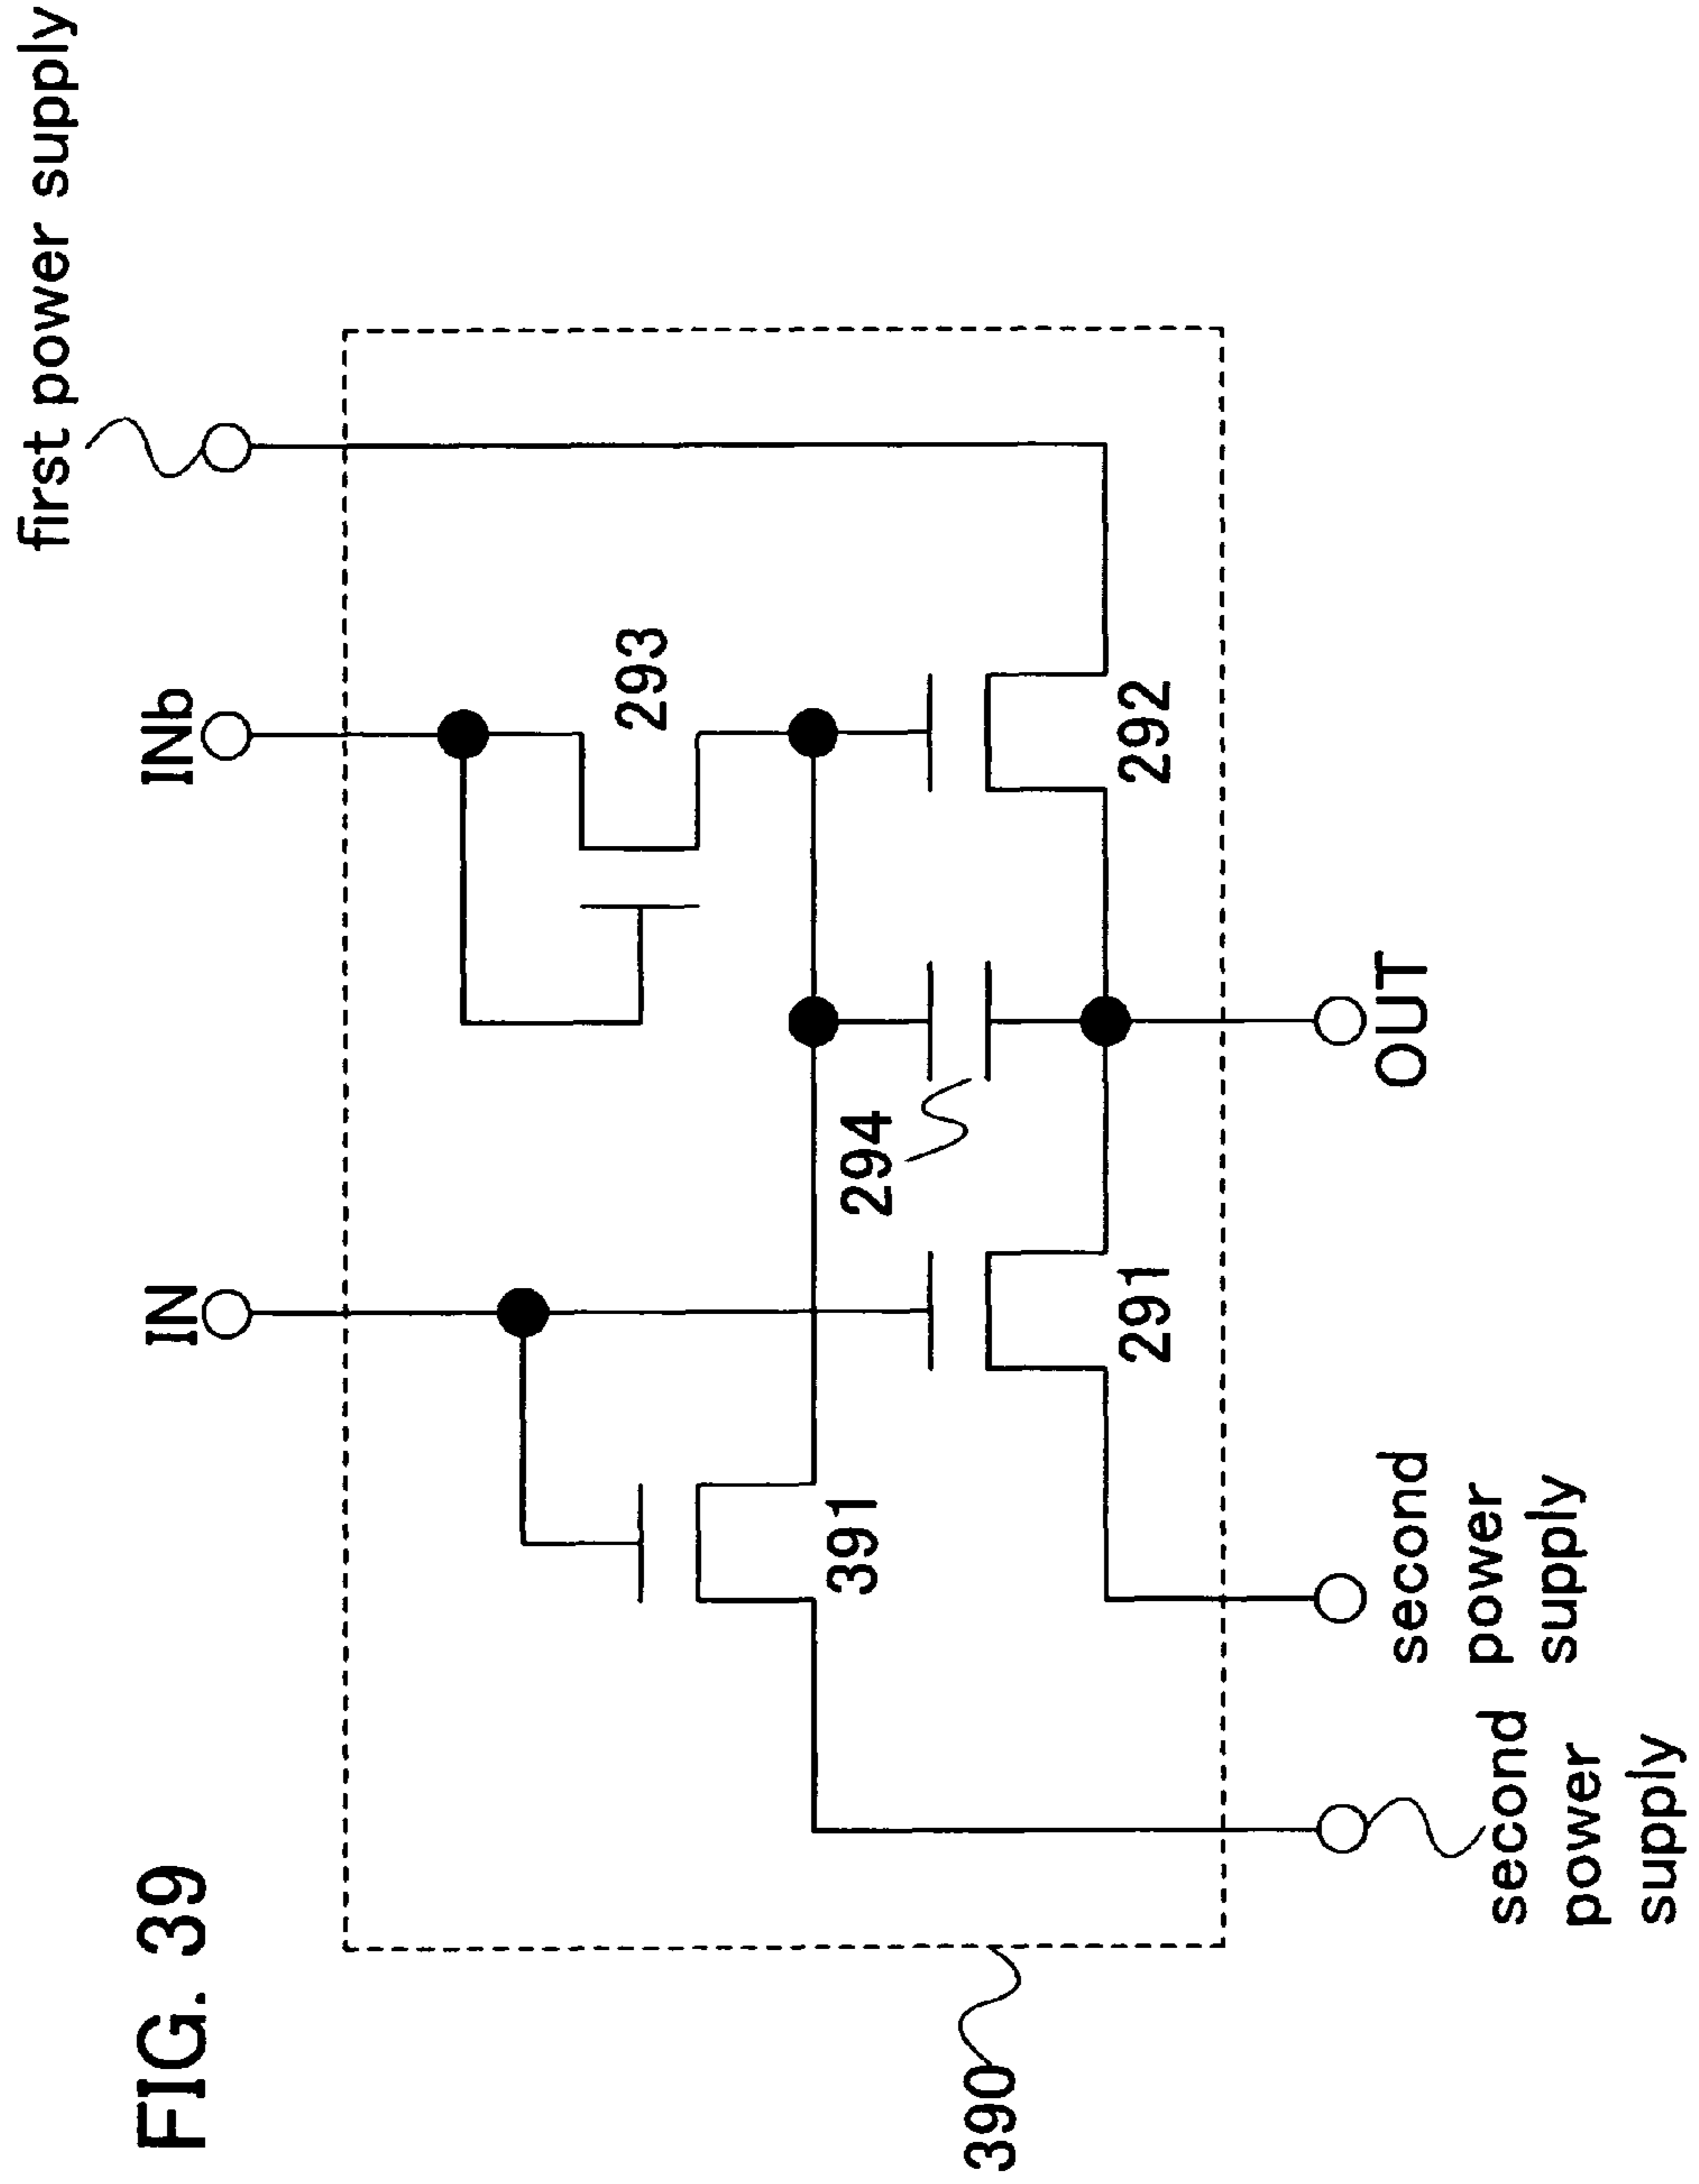 FIG. 39
first power supply
IN
INb
293
391
294
291
292
390
OUT
second
power
supply
second
power
supply